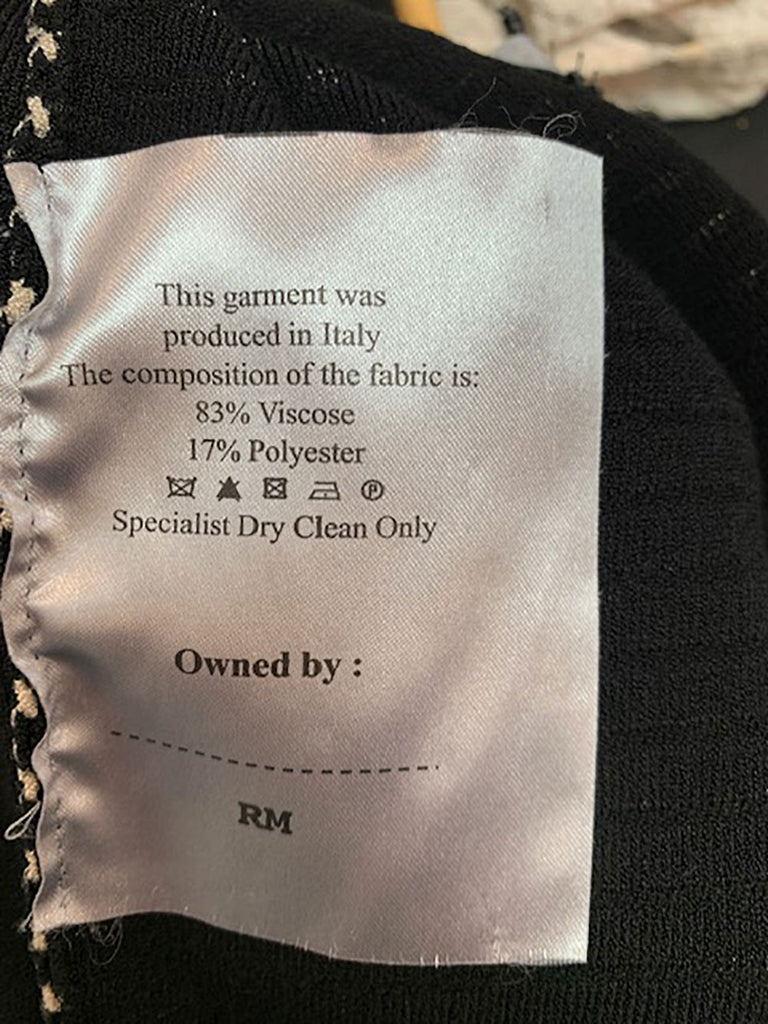 This garment was
produced in Italy
The composition of the fabric is:
83% Viscose
17% Polyester
Ⓟ
Specialist Dry Clean Only
Owned by :
RM